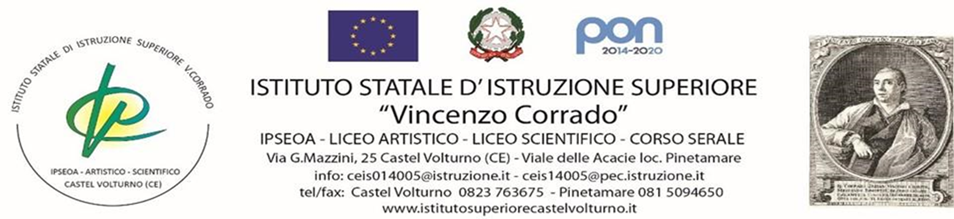 ISTITUTO STATALE DI ISTRUZIONE SUPERIORE V.CORRADO
IPSEOA - ARTISTICO - SCIENTIFICO
CASTEL VOLTURNO (CE)
pon
2014-2020
ISTITUTO STATALE D' ISTRUZIONE SUPERIORE
“Vincenzo Corrado”
IPSEOA - LICEO ARTISTICO - LICEO SCIENTIFICO - CORSO SERALE
Via G.Mazzini, 25 Castel Volturno (CE) - Viale delle Acacie loc. Pinetamare
info: ceis014005@istruzione.it - ceis14005@pec.istruzione.it
tel/fax: Castel Volturno 0823 763675 - Pinetamare 081 5094650
www.istitutosuperiorecastelvolturno.it